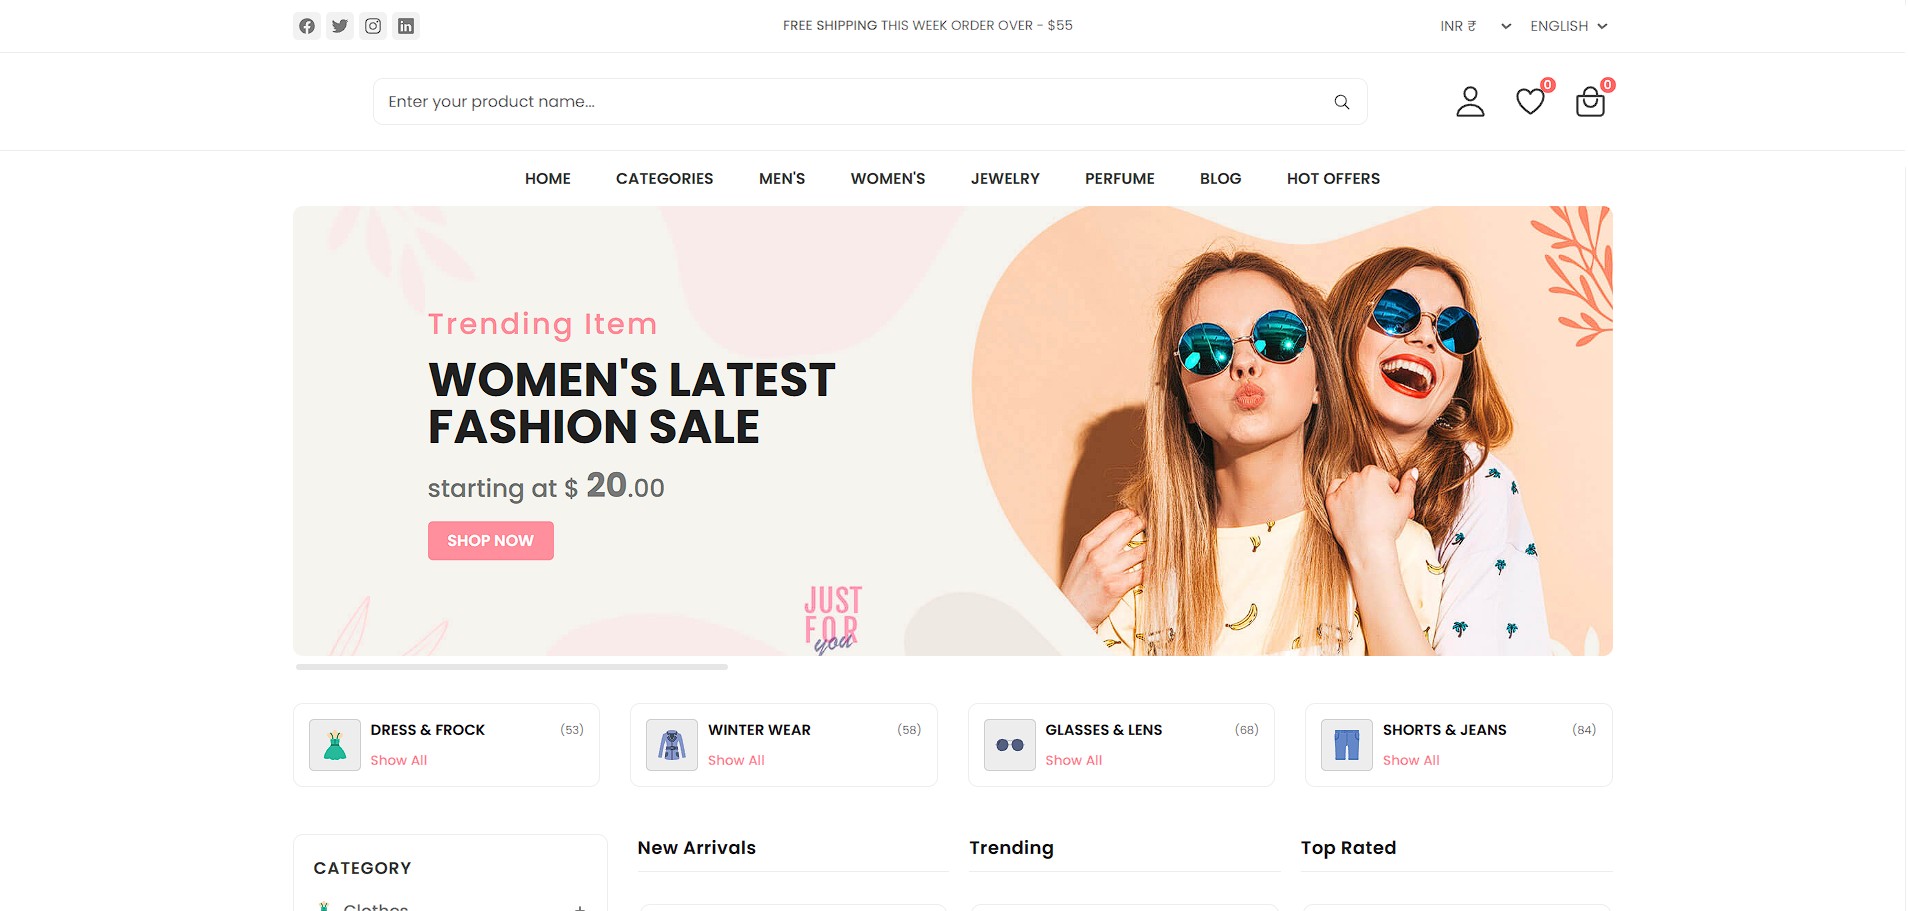 FREE SHIPPING THIS WEEK ORDER OVER - $55
INR ₹
ENGLISH
Enter your product name...
0
0
HOME
CATEGORIES
MEN'S
WOMEN'S
JEWELRY
PERFUME
BLOG
HOT OFFERS
Trending Item
WOMEN'S LATEST
FASHION SALE
starting at $ 20.00
SHOP NOW
JUST
FOR
you
DRESS & FROCK
(53)
Show All
WINTER WEAR
(58)
Show All
GLASSES & LENS
(68)
Show All
SHORTS & JEANS
(84)
Show All
CATEGORY
Clothes
+
New Arrivals
Trending
Top Rated